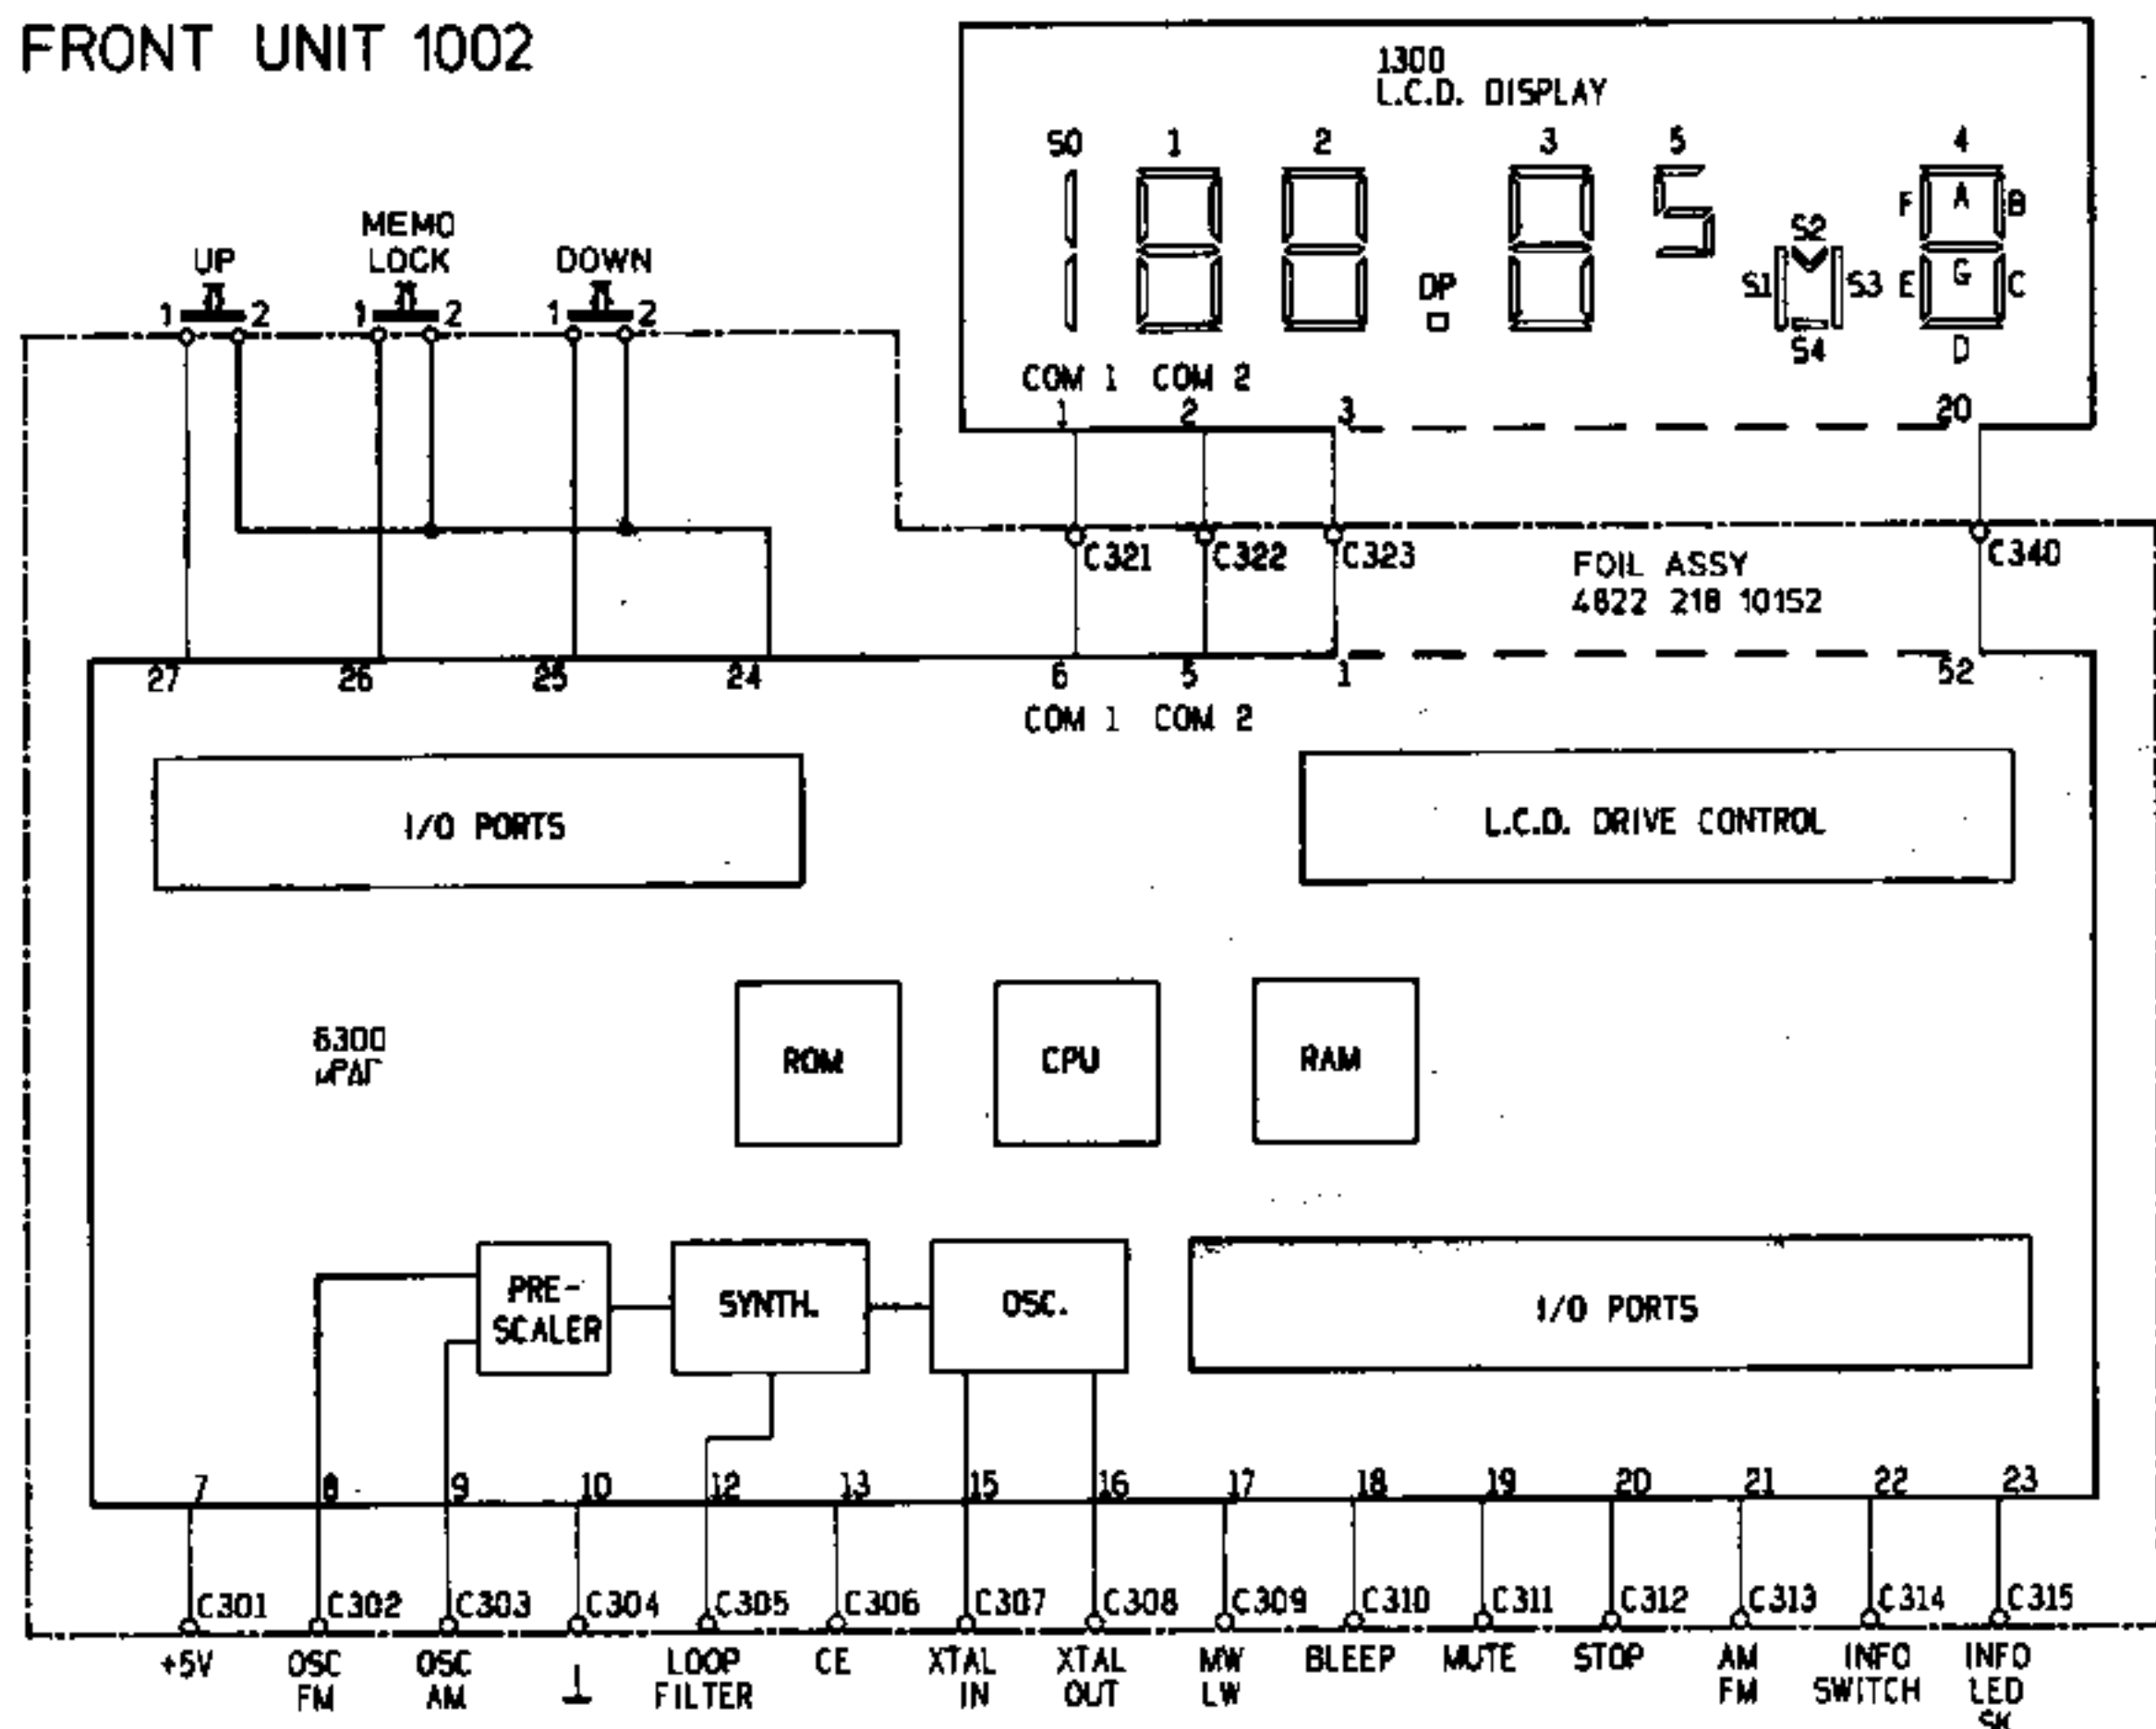 FRONT UNIT 1002
1300
L.C.D. DISPLAY
S0 1 2 3 5 4
F A B
E G C
D
S2
S1 S3
S4
DP
COM 1 COM 2
1 2 3 20
UP
MEMO
LOCK
DOWN
1 2 1 2 1 2
C321 C322 C323 C340
FOIL ASSY
4822 218 10152
27 26 25 24 6 5 1 52
COM 1 COM 2
I/O PORTS
L.C.D. DRIVE CONTROL
6300
ROM
CPU
RAM
PRE-
SCALER
SYNTH.
OSC.
I/O PORTS
7 8 9 10 12 13 15 16 17 18 19 20 21 22 23
C301 C302 C303 C304 C305 C306 C307 C308 C309 C310 C311 C312 C313 C314 C315
+5V
OSC
FM
OSC
AM
LOOP
FILTER
CE
XTAL
IN
XTAL
OUT
MW
LW
BLEEP
MUTE
STOP
AM
FM
INFO
SWITCH
INFO
LED
SK